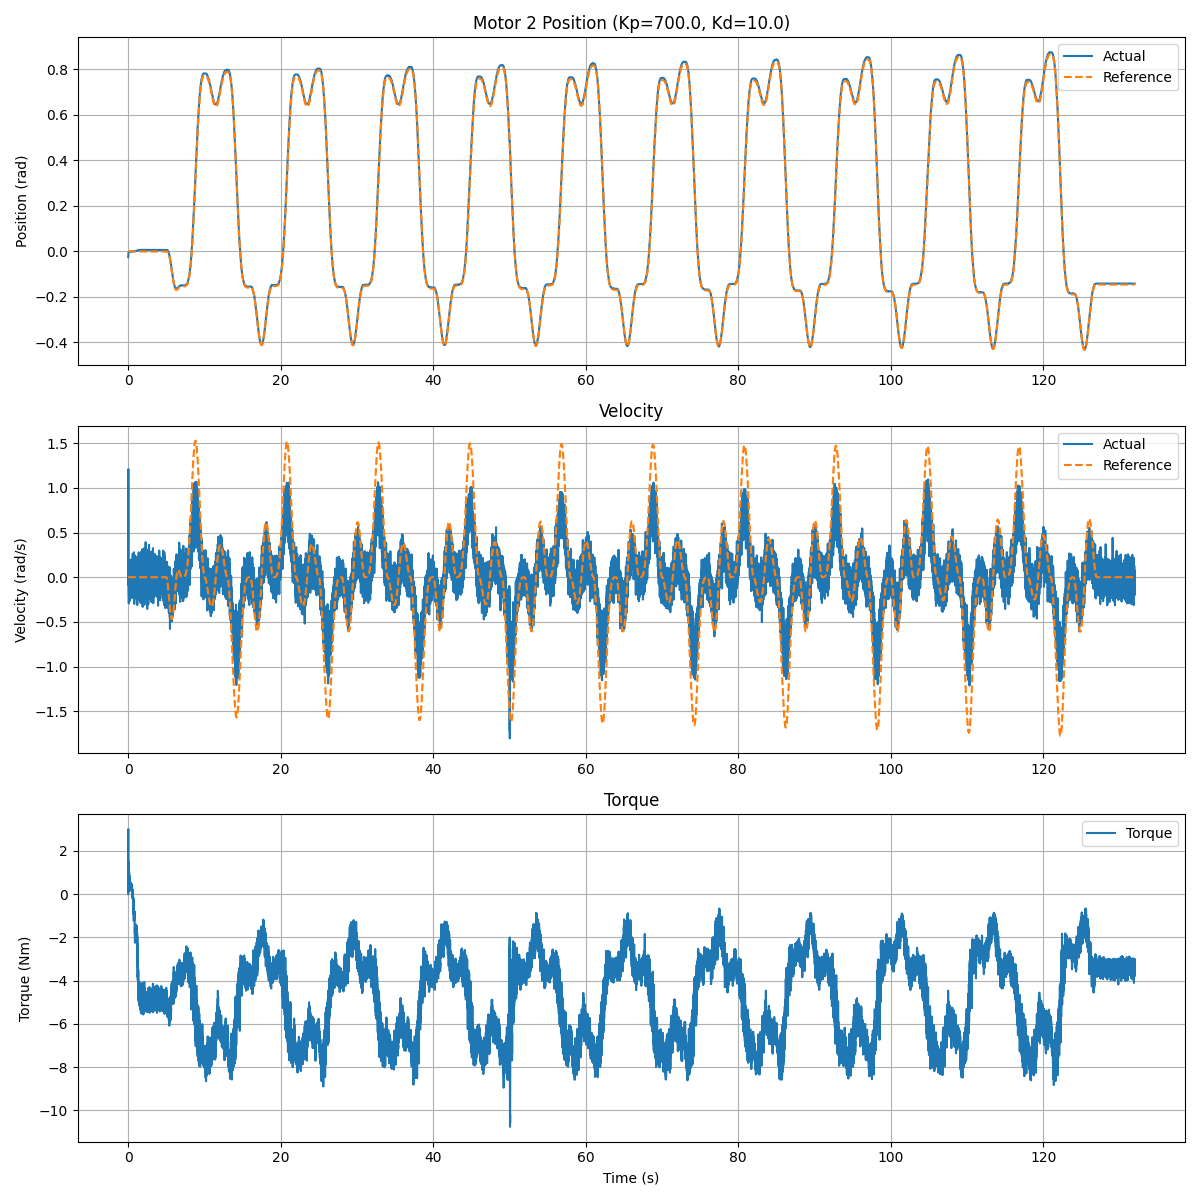 Motor 2 Position (Kp=700.0, Kd=10.0)
Position (rad)
0.8
0.6
0.4
0.2
0.0
−0.2
−0.4
Actual
Reference
0 20 40 60 80 100 120
Velocity
Velocity (rad/s)
1.5
1.0
0.5
0.0
−0.5
−1.0
−1.5
Actual
Reference
0 20 40 60 80 100 120
Torque
Torque (Nm)
2
0
−2
−4
−6
−8
−10
Torque
0 20 40 60 80 100 120
Time (s)